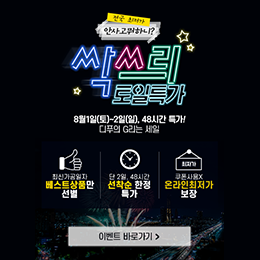 전국 최저가
안사고뭐하니?
싹쓰리
토일특가
8월1일(토)~2일(일), 48시간 특가!
디푸의 G리는 세일
최신가공일자
베스트상품만
선별
단 2일, 48시간
선착순 한정
특가
최저가
쿠폰사용X
온라인최저가
보장
이벤트 바로가기 >